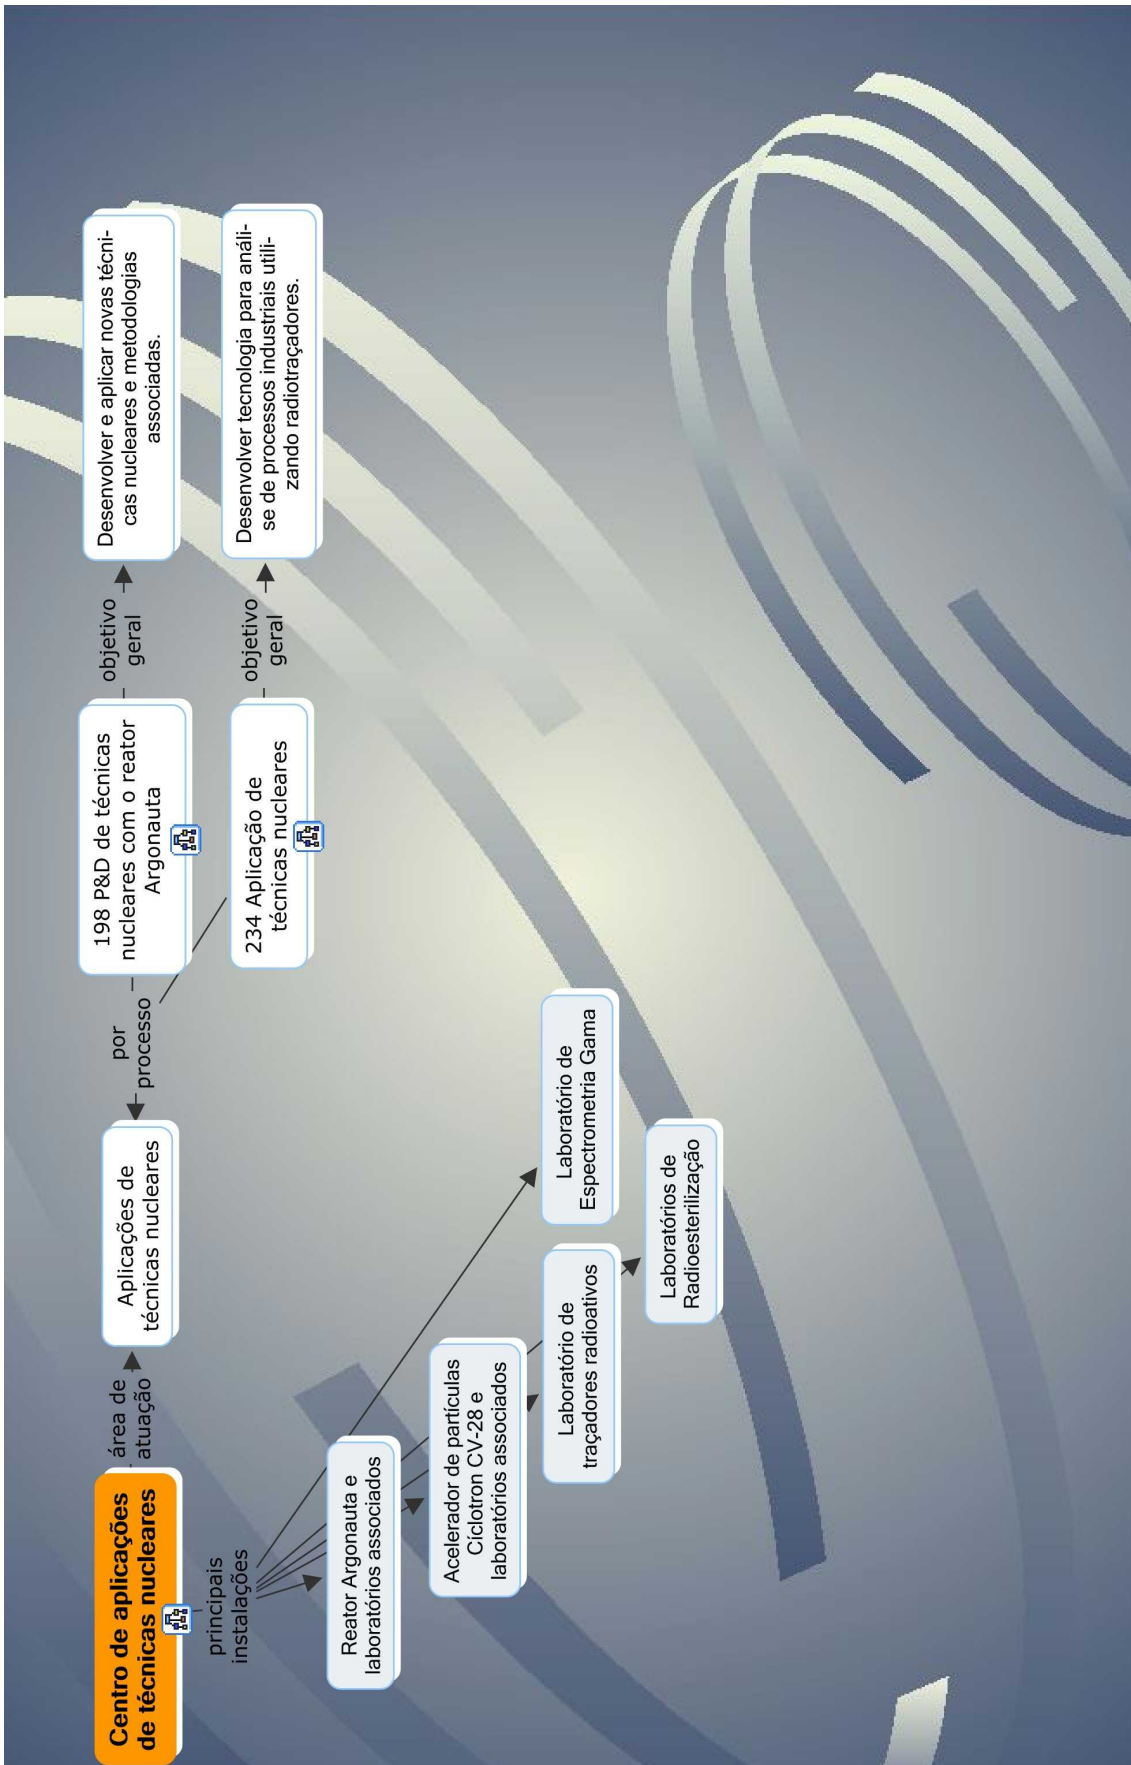 Centro de aplicações
de técnicas nucleares
área de
atuação
Aplicações de
técnicas nucleares
por
processo
198 P&D de técnicas
nucleares com o reator
Argonauta
objetivo
geral
Desenvolver e aplicar novas técni-
cas nucleares e metodologias
associadas.
234 Aplicação de
técnicas nucleares
objetivo
geral
Desenvolver tecnologia para análi-
se de processos industriais utili-
zando radiotraçadores.
principais
instalações
Reator Argonauta e
laboratórios associados
Acelerador de partículas
Cíclotron CV-28 e
laboratórios associados
Laboratório de
traçadores radioativos
Laboratório de
Espectrometria Gama
Laboratórios de
Radioesterilização